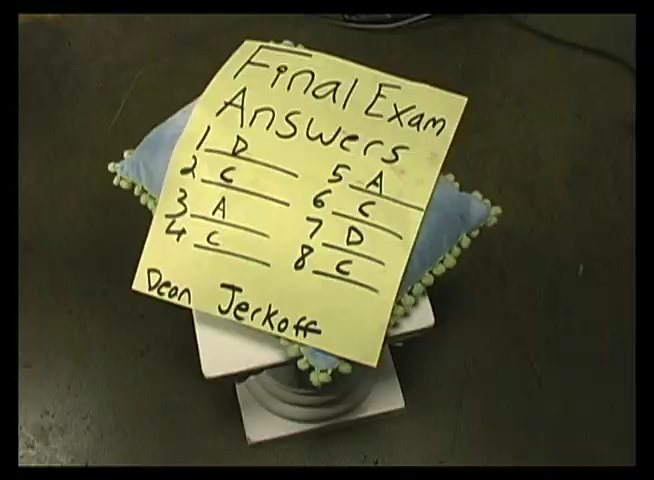 Final Exam
Answers
1 D
2 C
3 A
4 C
5 A
6 C
7 D
8 C
Dean Jerkoff